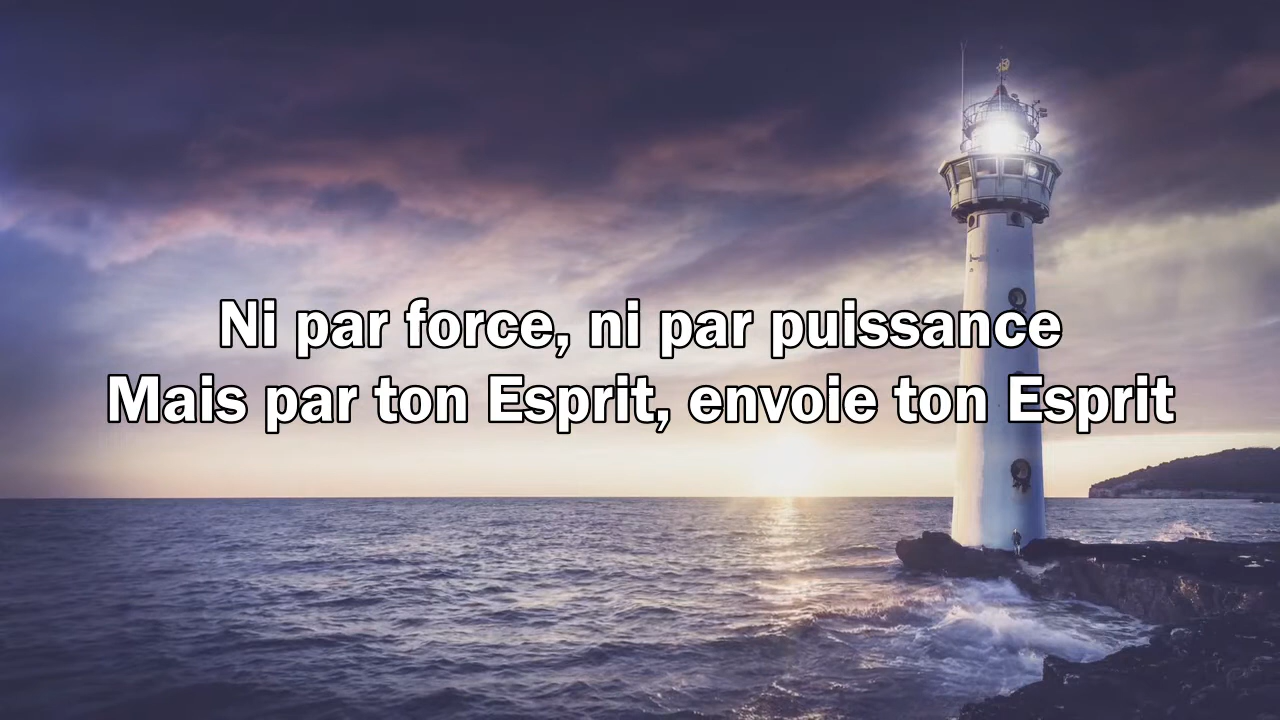 Ni par force, ni par puissance
Mais par ton Esprit, envoie ton Esprit